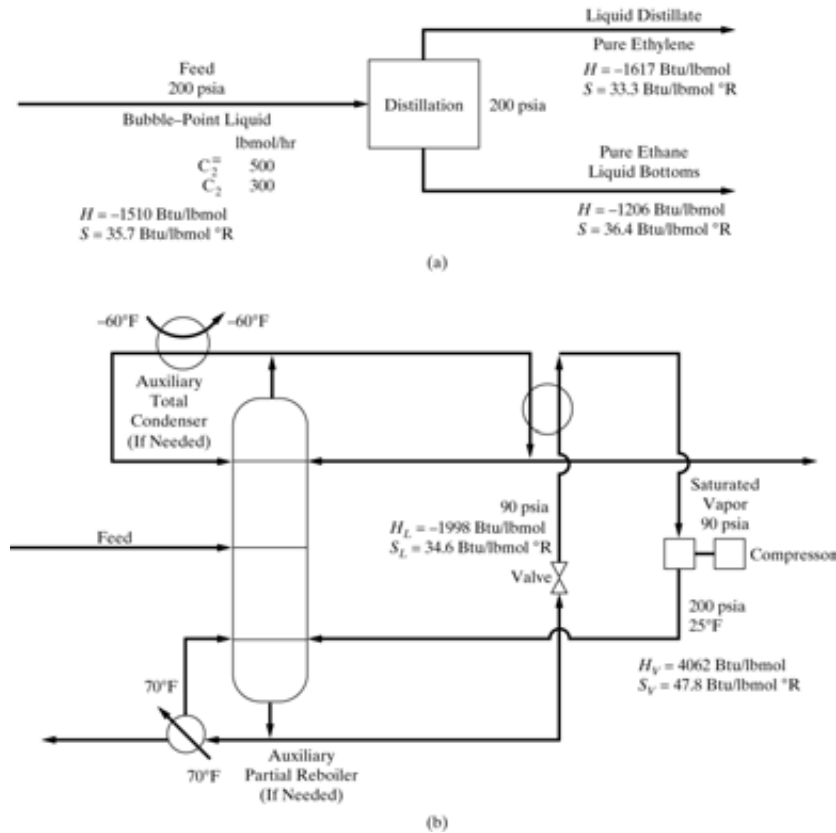 Liquid Distillate
Pure Ethylene
H = –1617 Btu/lbmol
S = 33.3 Btu/lbmol °R
Feed
200 psia
Bubble–Point Liquid
lbmol/hr
C₂⁼ 500
C₂ 300
H = –1510 Btu/lbmol
S = 35.7 Btu/lbmol °R
Distillation
200 psia
Pure Ethane
Liquid Bottoms
H = –1206 Btu/lbmol
S = 36.4 Btu/lbmol °R
(a)
–60°F
–60°F
Auxiliary
Total
Condenser
(If Needed)
Feed
90 psia
H_L = –1998 Btu/lbmol
S_L = 34.6 Btu/lbmol °R
Valve
Saturated
Vapor
90 psia
Compressor
200 psia
25°F
H_V = 4062 Btu/lbmol
S_V = 47.8 Btu/lbmol °R
70°F
70°F
Auxiliary
Partial Reboiler
(If Needed)
(b)